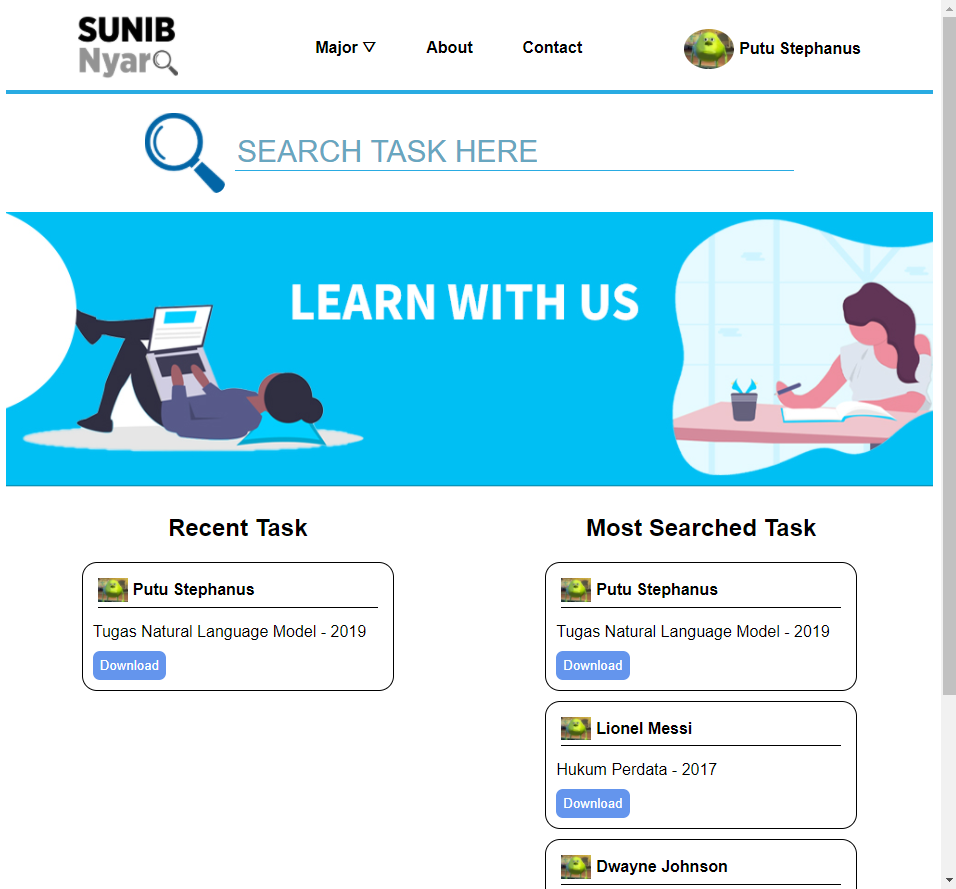 SUNIB
Nyar
Major ▽ About Contact Putu Stephanus
SEARCH TASK HERE
LEARN WITH US
Recent Task
Putu Stephanus
Tugas Natural Language Model - 2019
Download
Most Searched Task
Putu Stephanus
Tugas Natural Language Model - 2019
Download
Lionel Messi
Hukum Perdata - 2017
Download
Dwayne Johnson